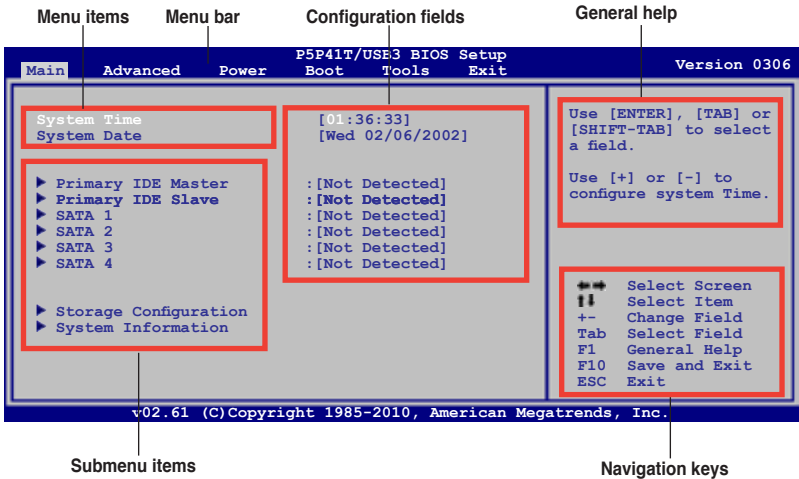 Menu items Menu bar Configuration fields General help
P5P41T/USB3 BIOS Setup Version 0306
Main Advanced Power Boot Tools Exit
System Time [01:36:33]
System Date [Wed 02/06/2002]
Primary IDE Master :[Not Detected]
Primary IDE Slave :[Not Detected]
SATA 1 :[Not Detected]
SATA 2 :[Not Detected]
SATA 3 :[Not Detected]
SATA 4 :[Not Detected]
Storage Configuration
System Information
Use [ENTER], [TAB] or
[SHIFT-TAB] to select
a field.
Use [+] or [-] to
configure system Time.
Select Screen
Select Item
+- Change Field
Tab Select Field
F1 General Help
F10 Save and Exit
ESC Exit
v02.61 (C)Copyright 1985-2010, American Megatrends, Inc.
Submenu items Navigation keys